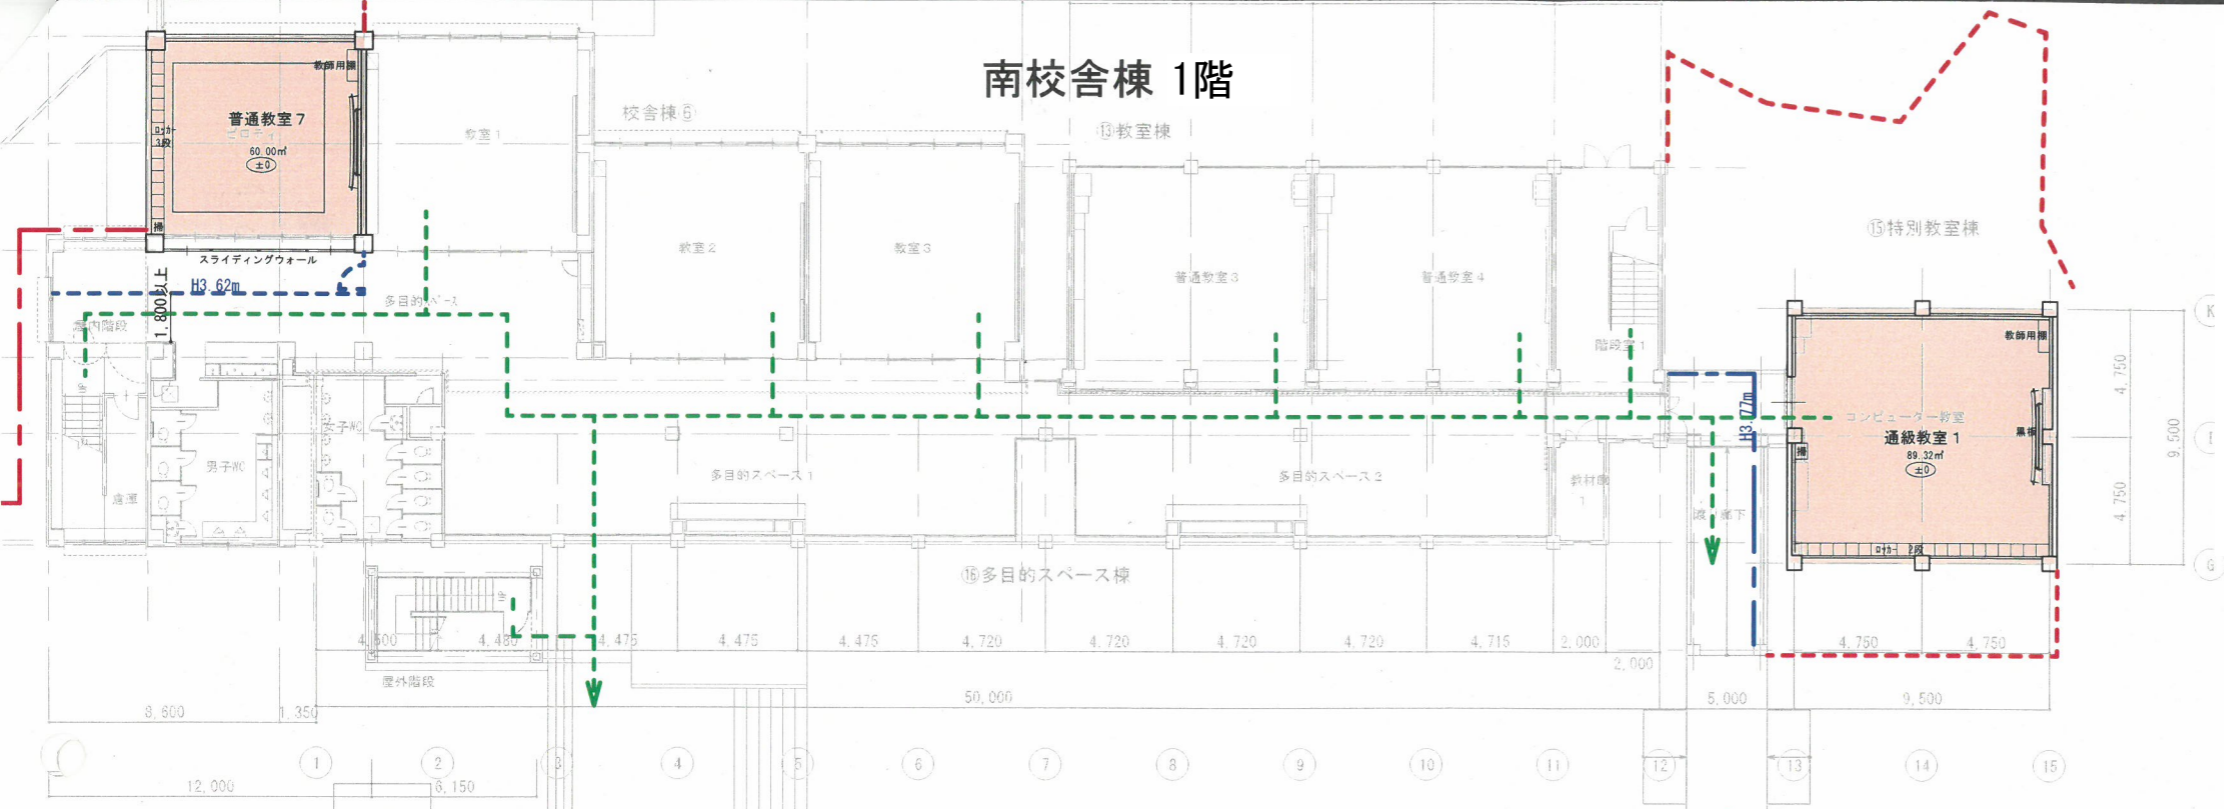 南校舎棟 1階
教師用棚
校舎棟⑥
普通教室7
ピロティ
ロッカー
3段
60.00㎡
±0
教室1
⑬教室棟
掃
スライディングウォール
H3.62m
1.800以上
多目的
屋内階段
教室2
教室3
普通教室3
普通教室4
階段室1
⑮特別教室棟
K
教師用棚
4,750
9,500
H3.77m
コンピューター教室
通級教室1
黒板
89.32㎡
±0
掃
4,750
ロッカー 2段
G
UP
女子WC
男子WC
倉庫
多目的スペース1
多目的スペース2
渡り廊下
⑯多目的スペース棟
UP
4,500
4,480
4,475
4,475
4,475
4,720
4,720
4,720
4,720
4,715
2,000
2,000
4,750
4,750
屋外階段
50,000
5,000
9,500
8,600
1,350
1
2
3
4
5
6
7
8
9
10
11
12
13
14
15
12,000
6,150